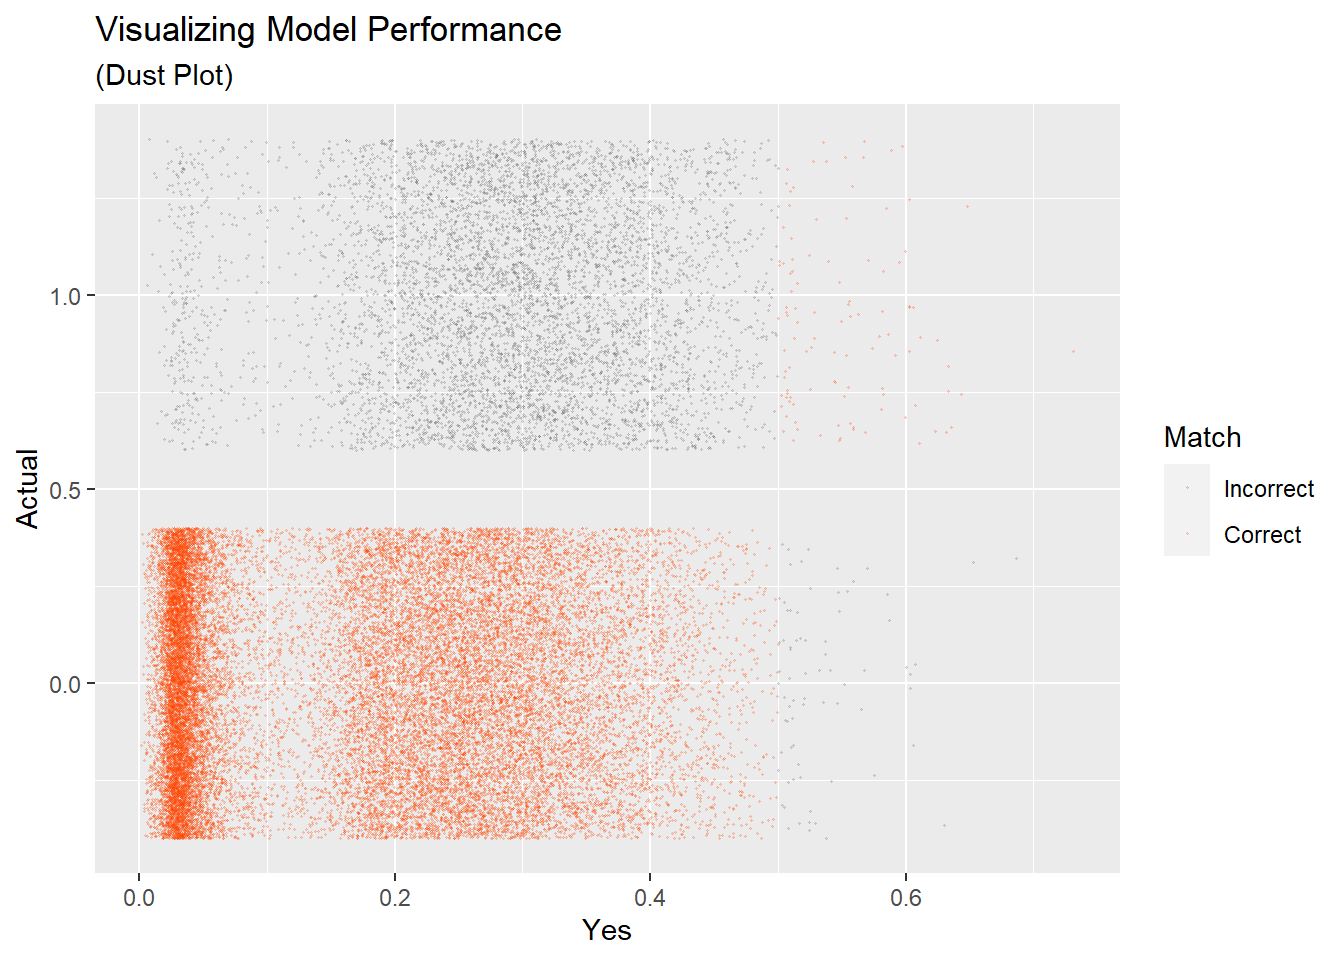 Visualizing Model Performance
(Dust Plot)
1.0
0.5
0.0
Actual
0.0
0.2
0.4
0.6
Yes
Match
Incorrect
Correct